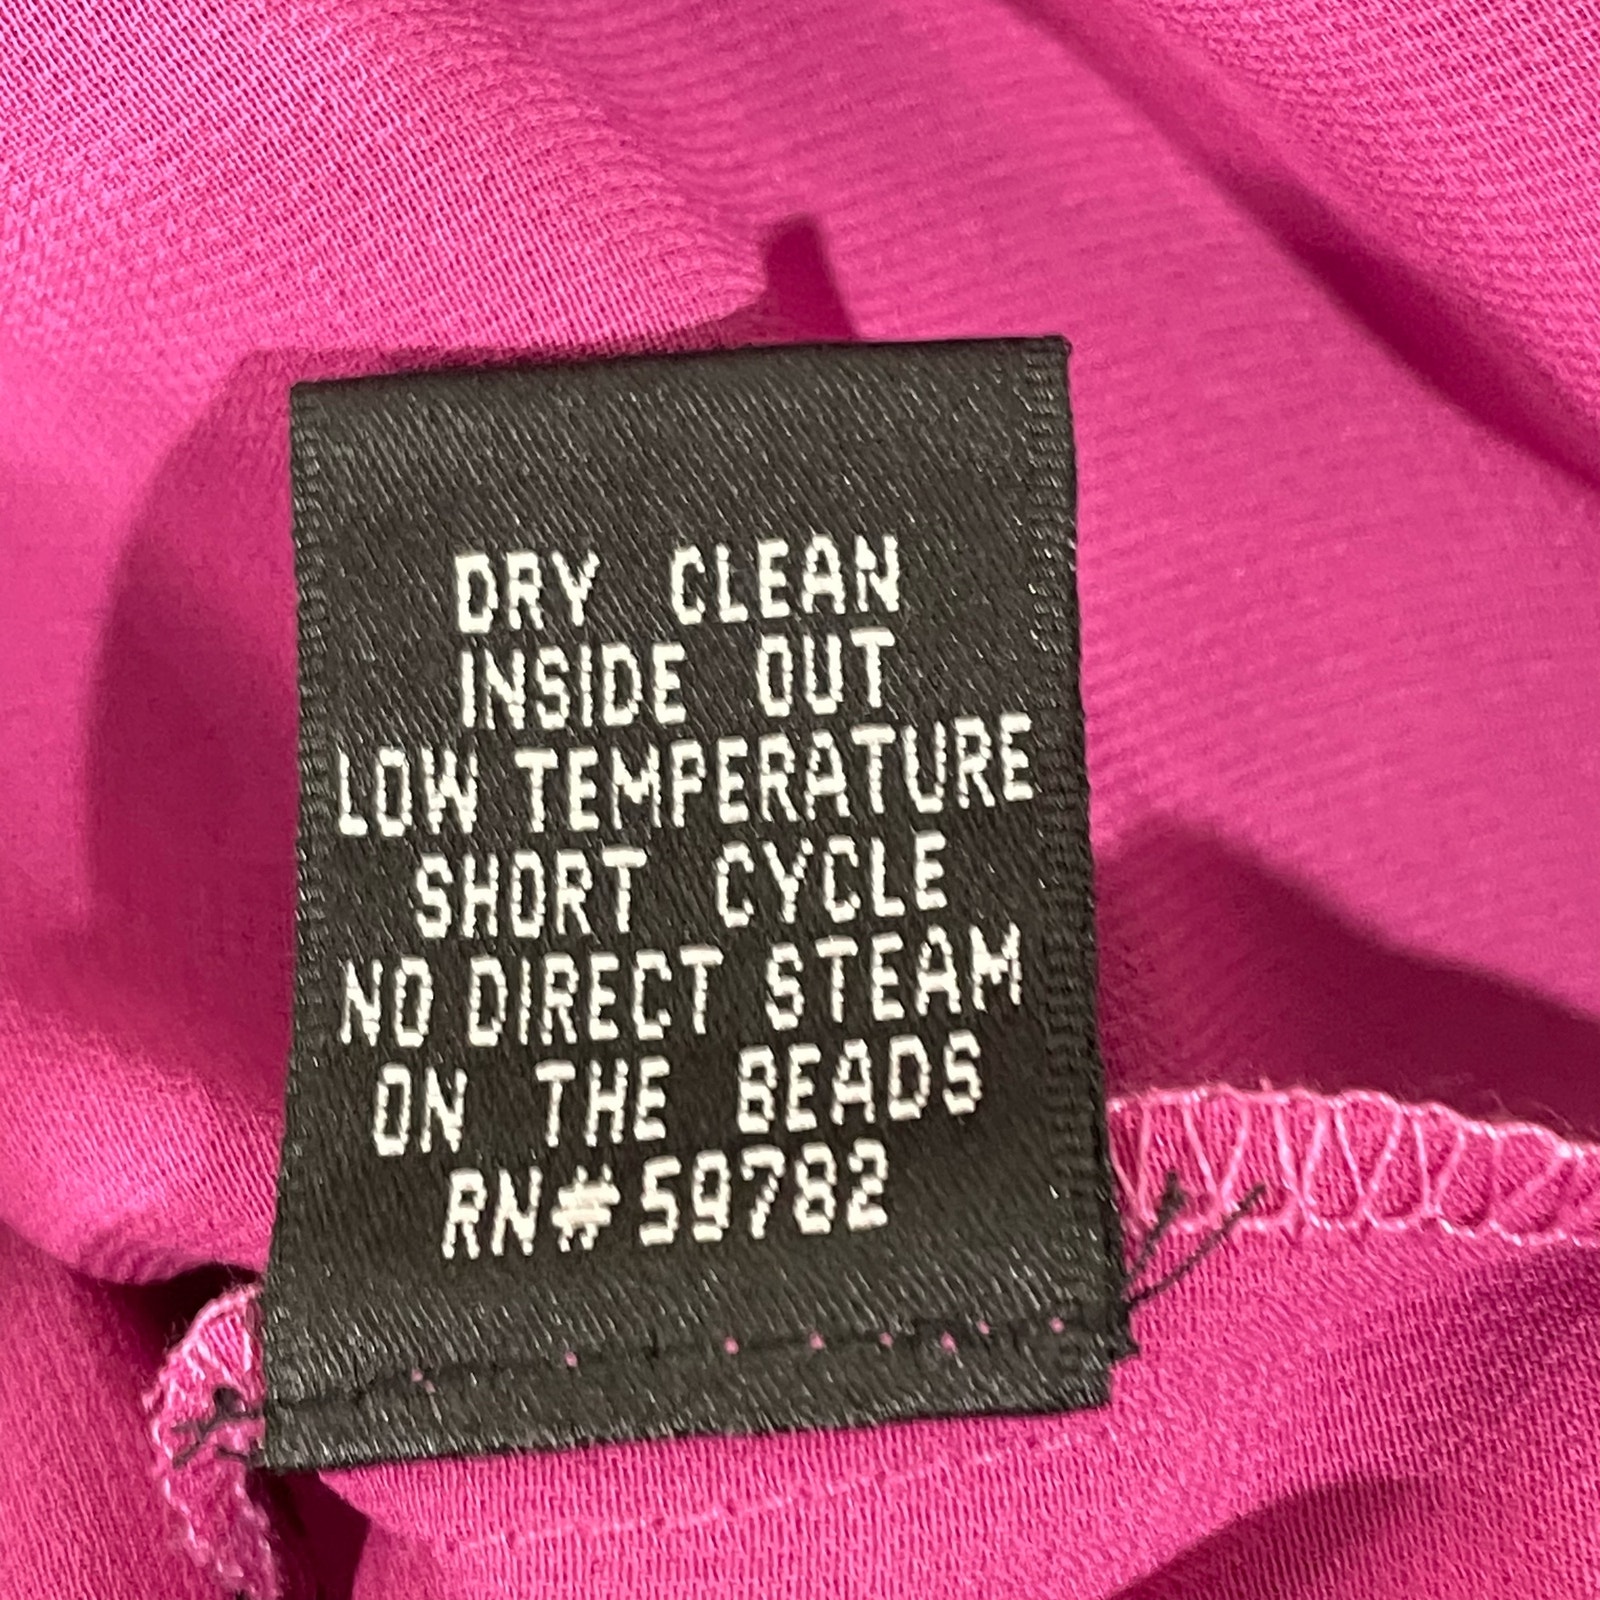 DRY CLEAN
INSIDE OUT
LOW TEMPERATURE
SHORT CYCLE
NO DIRECT STEAM
ON THE BEADS
RN#59782